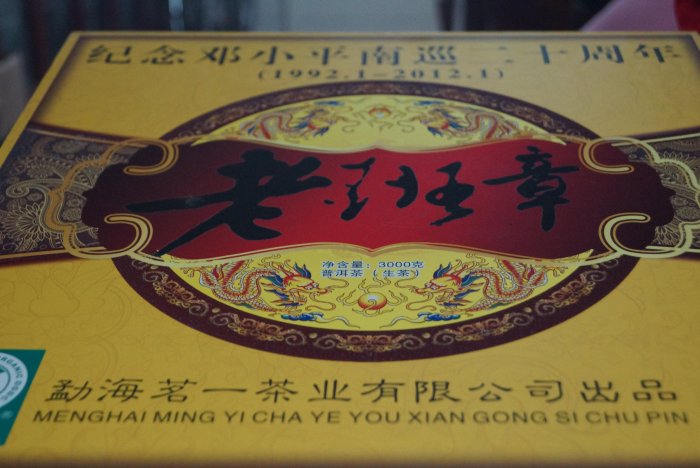 纪念邓小平南巡二十周年
(1992.1-2012.1)
老班章
净含量：3000克
普洱茶（生茶）
勐海茗一茶业有限公司出品
MENGHAI MING YI CHA YE YOU XIAN GONG SI CHU PIN